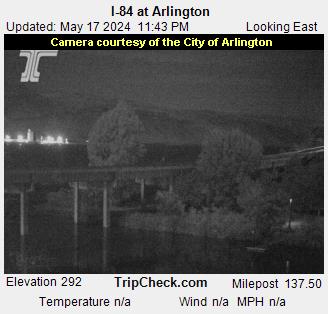 I-84 at Arlington
Updated: May 17 2024 11:43 PM Looking East
Camera courtesy of the City of Arlington
Elevation 292 TripCheck.com Milepost 137.50
Temperature n/a Wind n/a MPH n/a